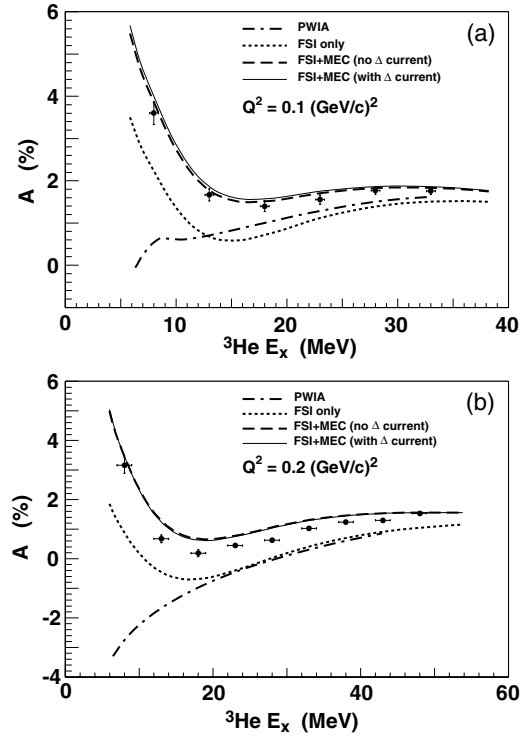 (a)
PWIA
FSI only
FSI+MEC (no Δ current)
FSI+MEC (with Δ current)
Q² = 0.1 (GeV/c)²
A (%)
6
4
2
0
0 10 20 30 40
³He Eₓ (MeV)
(b)
PWIA
FSI only
FSI+MEC (no Δ current)
FSI+MEC (with Δ current)
Q² = 0.2 (GeV/c)²
A (%)
6
4
2
0
-2
-4
0 20 40 60
³He Eₓ (MeV)